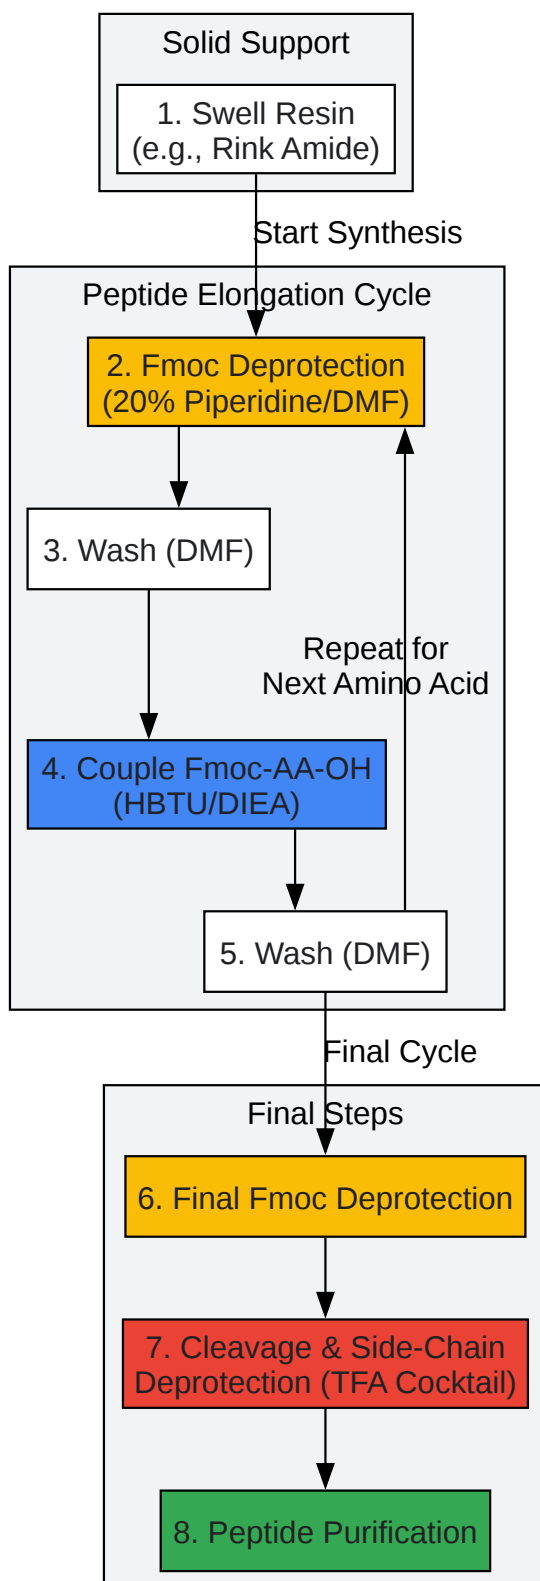 Solid Support
1. Swell Resin
(e.g., Rink Amide)
Start Synthesis
Peptide Elongation Cycle
2. Fmoc Deprotection
(20% Piperidine/DMF)
3. Wash (DMF)
Repeat for
Next Amino Acid
4. Couple Fmoc-AA-OH
(HBTU/DIEA)
5. Wash (DMF)
Final Cycle
Final Steps
6. Final Fmoc Deprotection
7. Cleavage & Side-Chain
Deprotection (TFA Cocktail)
8. Peptide Purification